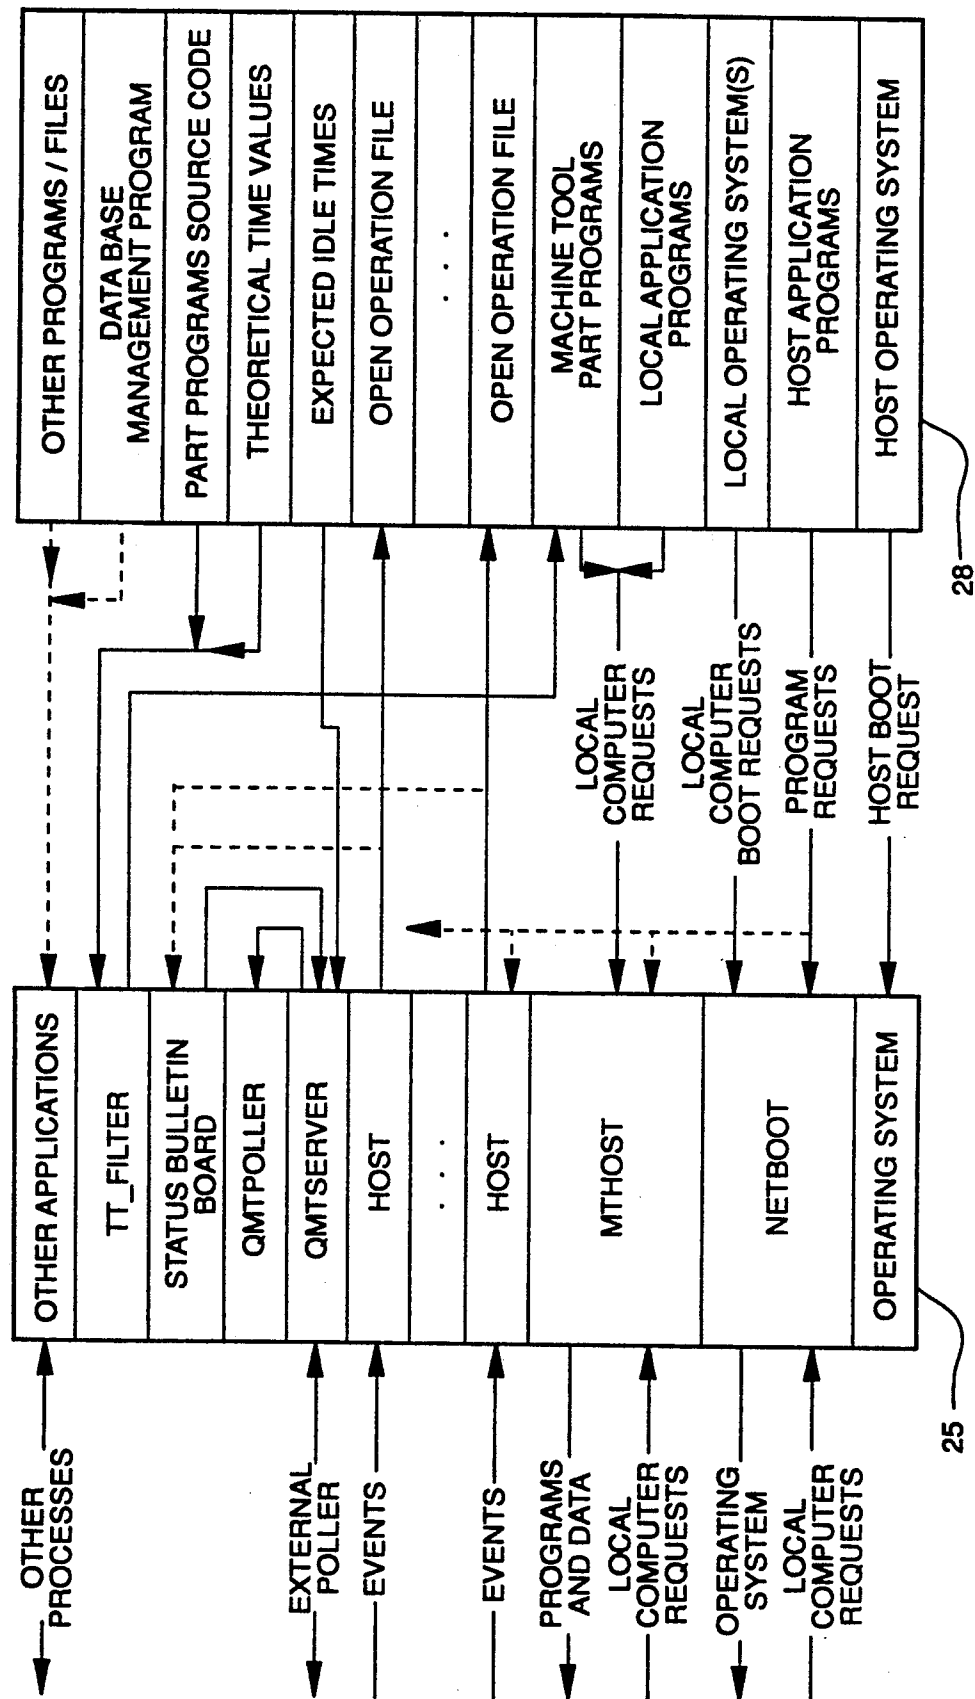 OTHER
PROCESSES
EXTERNAL
POLLER
EVENTS
EVENTS
PROGRAMS
AND DATA
LOCAL
COMPUTER
REQUESTS
OPERATING
SYSTEM
LOCAL
COMPUTER
REQUESTS
OTHER APPLICATIONS
TT_FILTER
STATUS BULLETIN
BOARD
QMTPOLLER
QMTSERVER
HOST
. . .
HOST
MTHOST
NETBOOT
OPERATING SYSTEM
25
LOCAL
COMPUTER
REQUESTS
LOCAL
COMPUTER
BOOT REQUESTS
PROGRAM
REQUESTS
HOST BOOT
REQUEST
OTHER PROGRAMS / FILES
DATA BASE
MANAGEMENT PROGRAM
PART PROGRAMS SOURCE CODE
THEORETICAL TIME VALUES
EXPECTED IDLE TIMES
OPEN OPERATION FILE
. . .
OPEN OPERATION FILE
MACHINE TOOL
PART PROGRAMS
LOCAL APPLICATION
PROGRAMS
LOCAL OPERATING SYSTEM(S)
HOST APPLICATION
PROGRAMS
HOST OPERATING SYSTEM
28